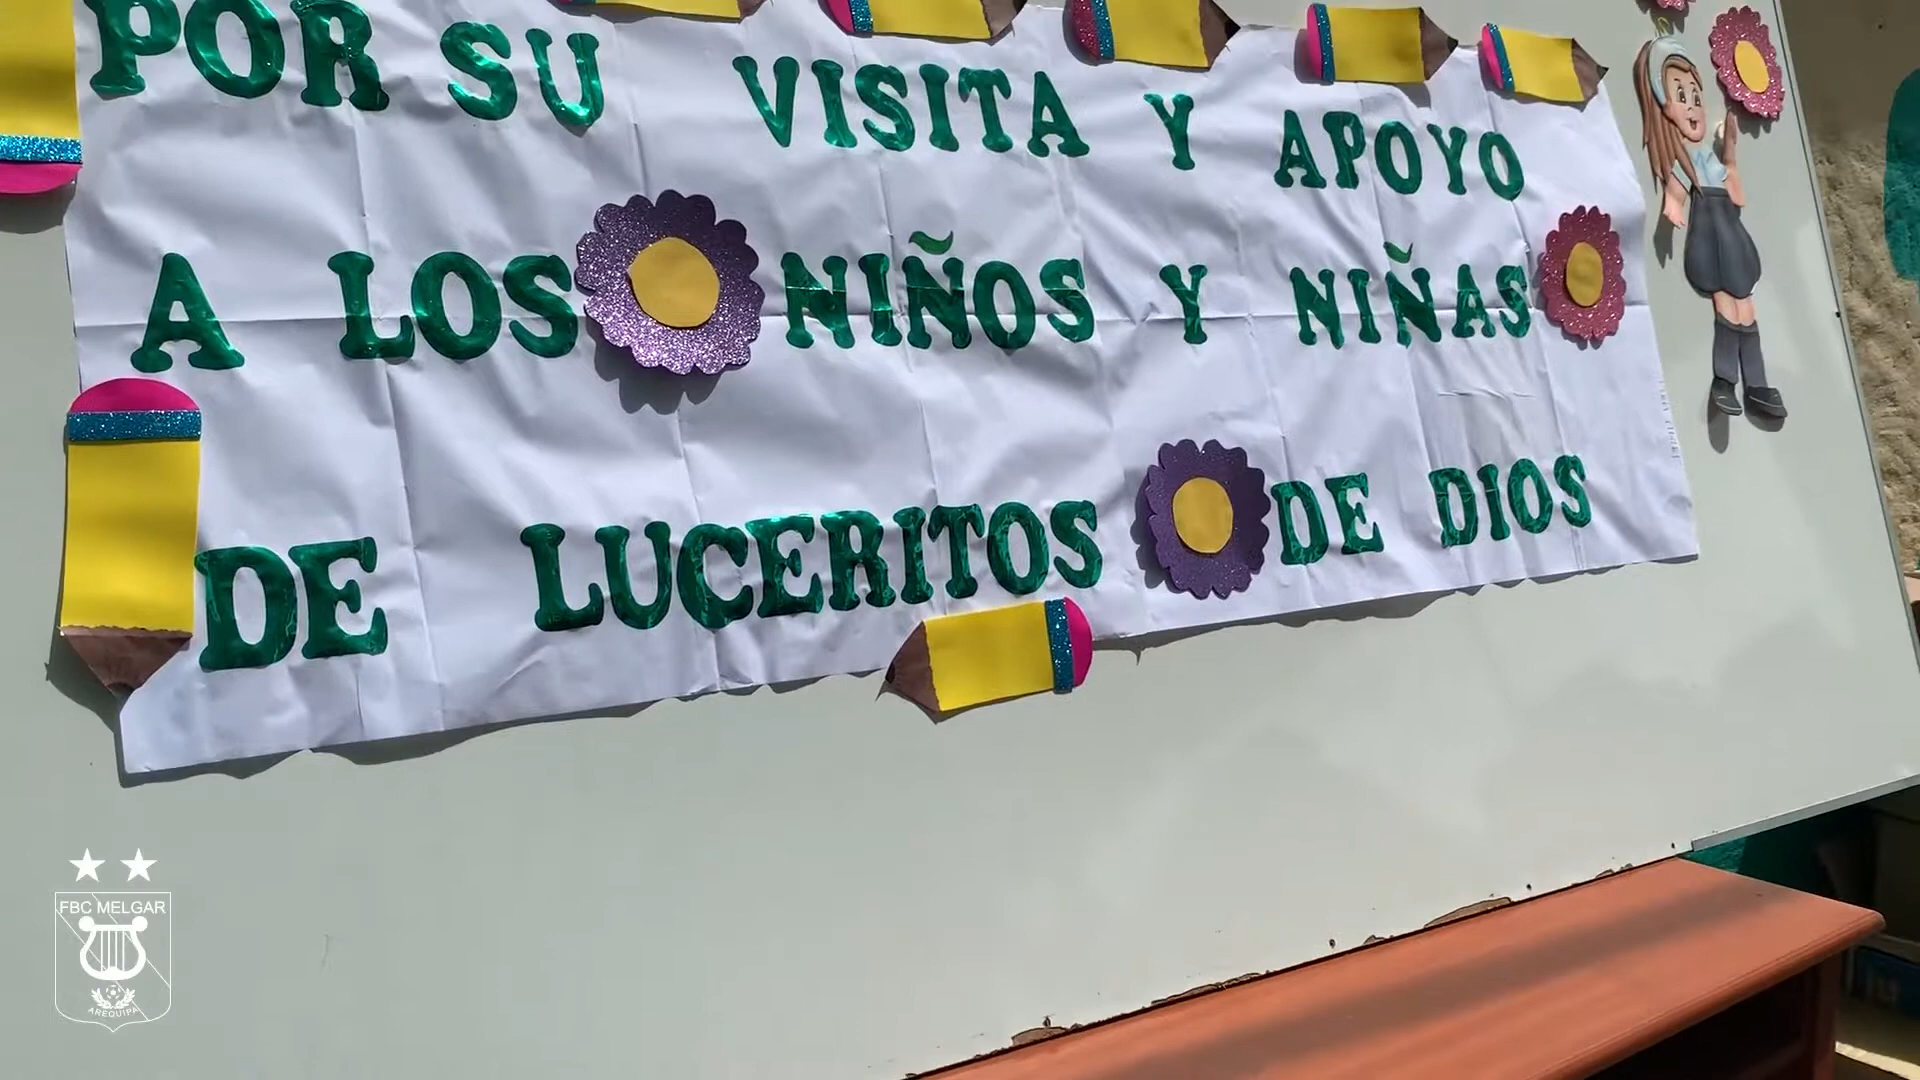 POR SU VISITA Y APOYO
A LOS NIÑOS Y NIÑAS
DE LUCERITOS DE DIOS
FBC MELGAR
AREQUIPA